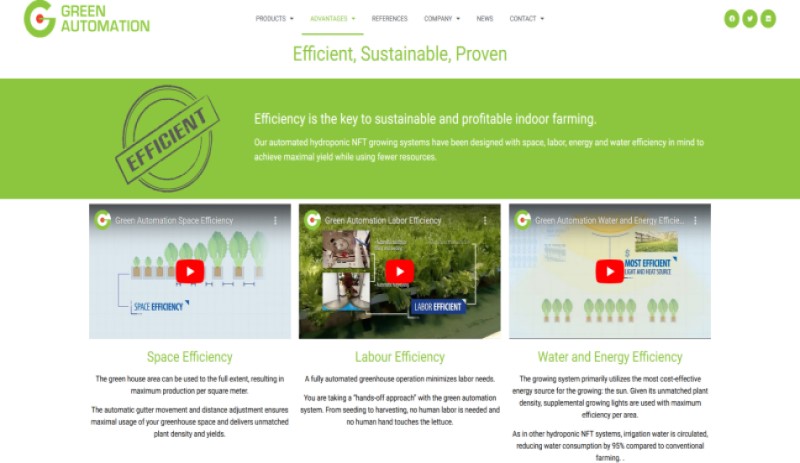 GREEN
AUTOMATION
PRODUCTS ADVANTAGES REFERENCES COMPANY NEWS CONTACT
Efficient, Sustainable, Proven
EFFICIENT
Efficiency is the key to sustainable and profitable indoor farming.
Our automated hydroponic NFT growing systems have been designed with space, labor, energy and water efficiency in mind to
achieve maximal yield while using fewer resources.
Green Automation Space Efficiency
SPACE EFFICIENCY
Space Efficiency
The green house area can be used to the full extent, resulting in
maximum production per square meter.
The automatic gutter movement and distance adjustment ensures
maximal usage of your greenhouse space and delivers unmatched
plant density and yields.
Green Automation Labor Efficiency
LABOR EFFICIENT
Labour Efficiency
A fully automated greenhouse operation minimizes labor needs.
You are taking a "hands-off approach" with the green automation
system. From seeding to harvesting, no human labor is needed and
no human hand touches the lettuce.
Green Automation Water and Energy Efficie...
MOST EFFICIENT
LIGHT AND HEAT SOURCE
Water and Energy Efficiency
The growing system primarily utilizes the most cost-effective
energy source for the growing: the sun. Given its unmatched plant
density, supplemental growing lights are used with maximum
efficiency per area.
As in other hydroponic NFT systems, irrigation water is circulated,
reducing water consumption by 95% compared to conventional
farming. .